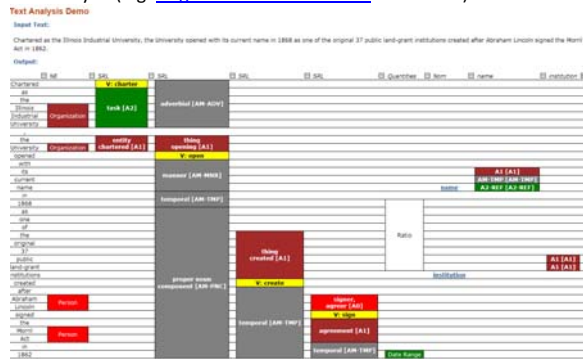 Text Analysis Demo
Input Text:
Chartered as the Illinois Industrial University, the University opened with its current name in 1868 as one of the original 37 public land-grant institutions created after Abraham Lincoln signed the Morril
Act in 1862.
Output:
NE SRL SRL SRL SRL Quantities Nom name institution
Chartered V: charter
as task [A2] adverbial [AM-ADV]
the
Illinois Organization
Industrial
University
,
the entity chartered [A1] thing opening [A1]
University Organization
opened V: open
with manner [AM-MNR]
its A1 [A1]
current AM-TMP [AM-TMP]
name name A2-REF [A2-REF]
in temporal [AM-TMP]
1868
as proper noun component [AM-PNC] Ratio
one
of
the thing created [A1]
original
37
public A1 [A1]
land-grant A1 [A1]
institutions institution
created V: create
after temporal [AM-TMP]
Abraham Person signer, agreer [A0]
Lincoln
signed V: sign
the agreement [A1]
Morril Person
Act
in temporal [AM-TMP] Date Range
1862